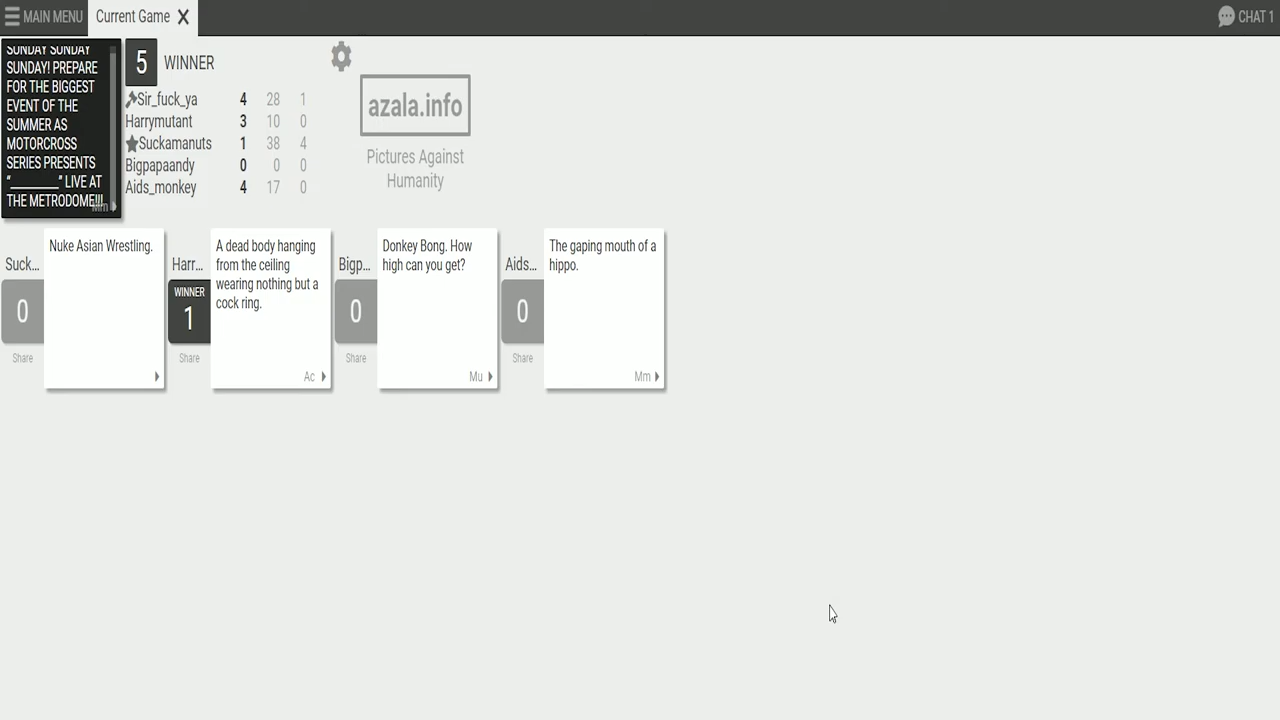 MAIN MENU
Current Game
CHAT 1
SUNDAY SUNDAY
SUNDAY! PREPARE
FOR THE BIGGEST
EVENT OF THE
SUMMER AS
MOTORCROSS
SERIES PRESENTS
“_________” LIVE AT
THE METRODOME!!!
Mm
5 WINNER
Sir_fuck_ya 4 28 1
Harrymutant 3 10 0
Suckamanuts 1 38 4
Bigpapaandy 0 0 0
Aids_monkey 4 17 0
azala.info
Pictures Against
Humanity
Suck...
0
Share
Nuke Asian Wrestling.
Harr...
WINNER
1
Share
A dead body hanging
from the ceiling
wearing nothing but a
cock ring.
Ac
Bigp...
0
Share
Donkey Bong. How
high can you get?
Mu
Aids...
0
Share
The gaping mouth of a
hippo.
Mm